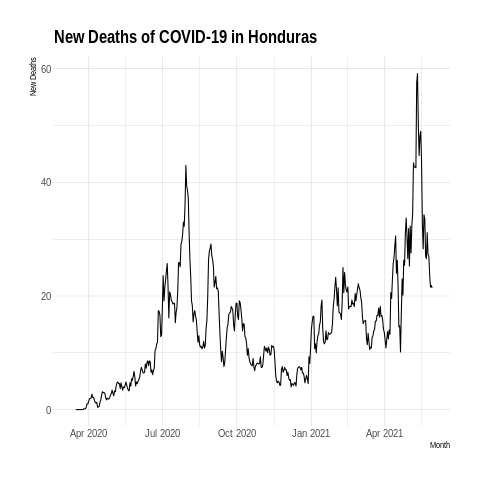 New Deaths of COVID-19 in Honduras
New Deaths
60
40
20
0
Apr 2020 Jul 2020 Oct 2020 Jan 2021 Apr 2021
Month